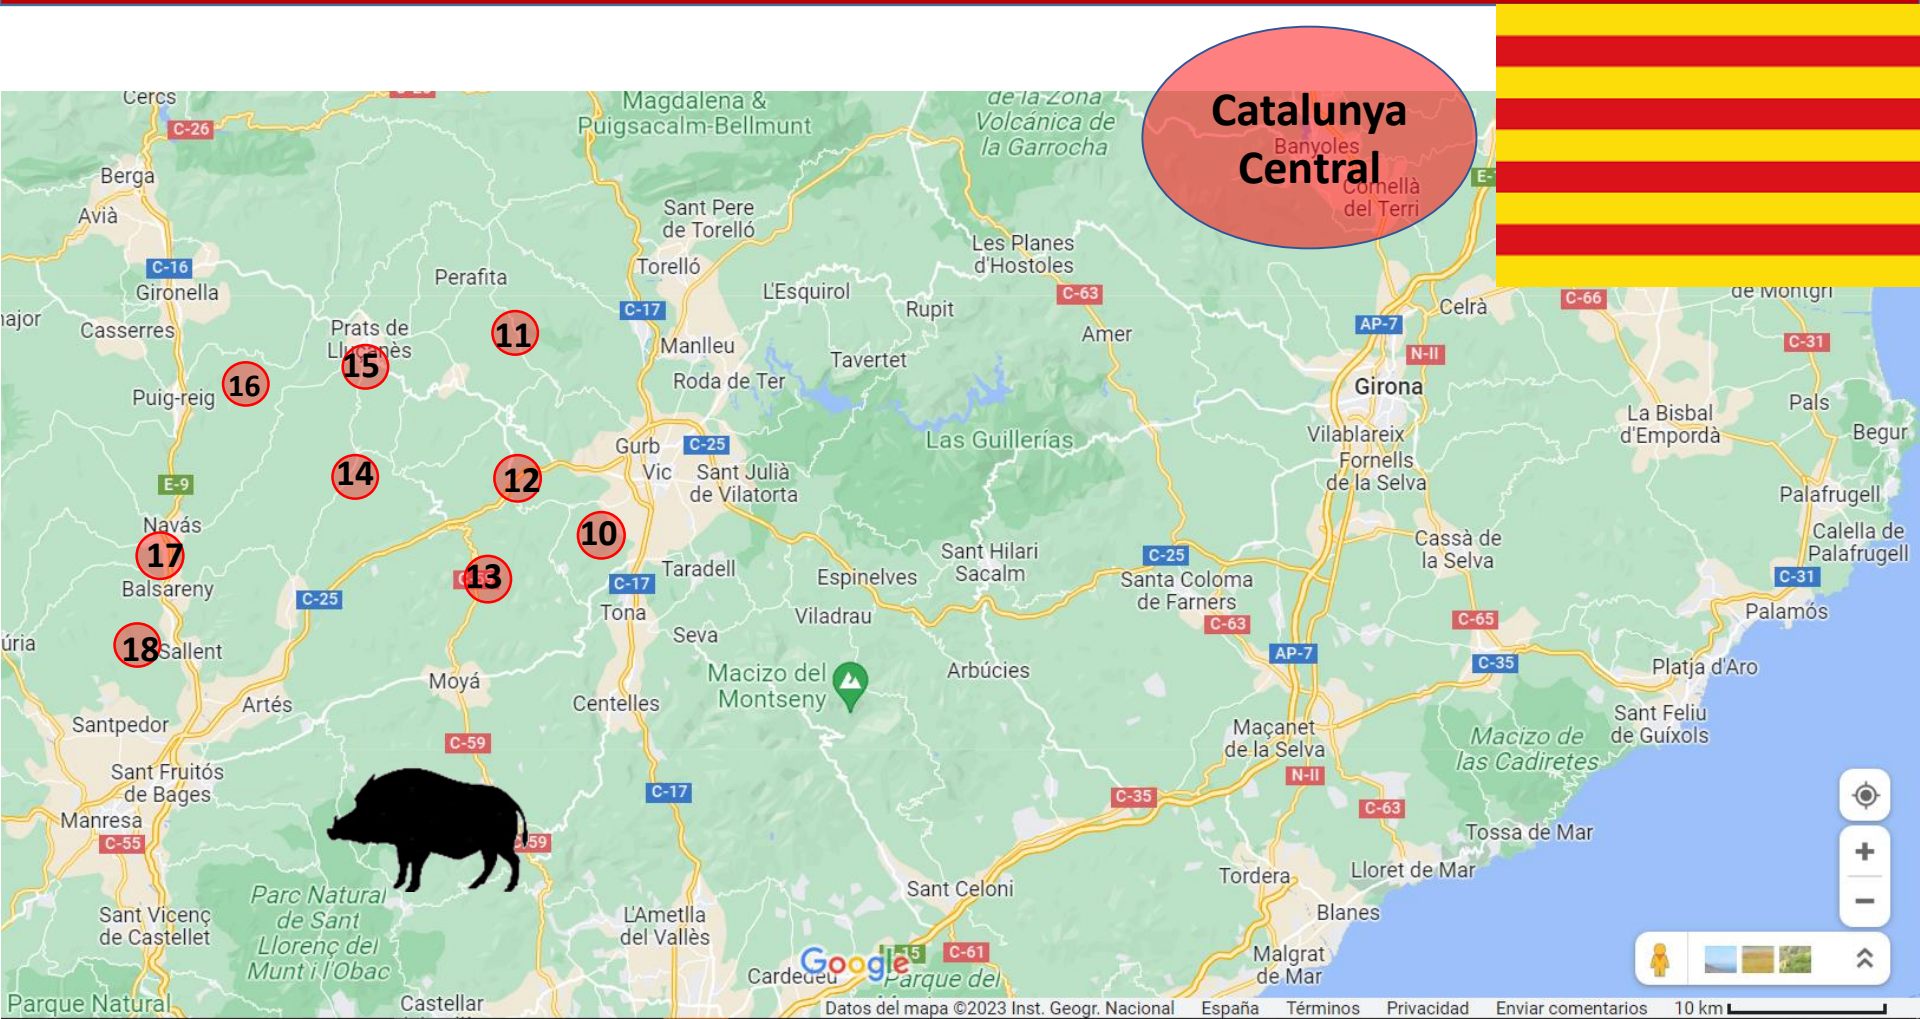 Catalunya
Central
Cercs
C-26
Magdalena &
Puigsacalm-Bellmunt
de la Zona
Volcánica de
la Garrocha
Banyoles
Cornellà
del Terri
Berga
Avià
C-16
Gironella
Casserres
Puig-reig
16
Prats de
15
Perafita
11
Sant Pere
de Torelló
Torelló
C-17
Manlleu
Roda de Ter
L'Esquirol
Rupit
Tavertet
Les Planes
d'Hostoles
C-63
Amer
AP-7
Celrà
N-II
Girona
C-66
de Montgrí
C-31
Pals
La Bisbal
d'Empordà
Begur
Vilablareix
Fornells
de la Selva
Las Guillerías
Gurb
C-25
Vic
Sant Julià
de Vilatorta
14
12
10
13
E-9
Navás
17
Balsareny
C-25
18
Sallent
úria
Taradell
C-17
Tona
Seva
Espinelves
Viladrau
Sant Hilari
Sacalm
C-25
Santa Coloma
de Farners
C-63
Cassà de
la Selva
Palafrugell
Calella de
Palafrugell
C-31
Palamós
C-65
C-35
AP-7
Platja d'Aro
Sant Feliu
de Guíxols
Macizo de
las Cadiretes
Maçanet
de la Selva
N-II
C-63
C-35
Arbúcies
Macizo del
Montseny
Moyá
Centelles
Artés
Santpedor
C-59
Sant Fruitós
de Bages
Manresa
C-55
C-17
59
Tossa de Mar
Lloret de Mar
Tordera
Blanes
Malgrat
de Mar
Sant Celoni
Parc Natural
de Sant
Llorenç del
Munt i l'Obac
Sant Vicenç
de Castellet
L'Ametlla
del Vallès
Cardedeu
Google
C-61
Parque del
Parque Natural
Castellar
Datos del mapa ©2023 Inst. Geogr. Nacional España Términos Privacidad Enviar comentarios 10 km